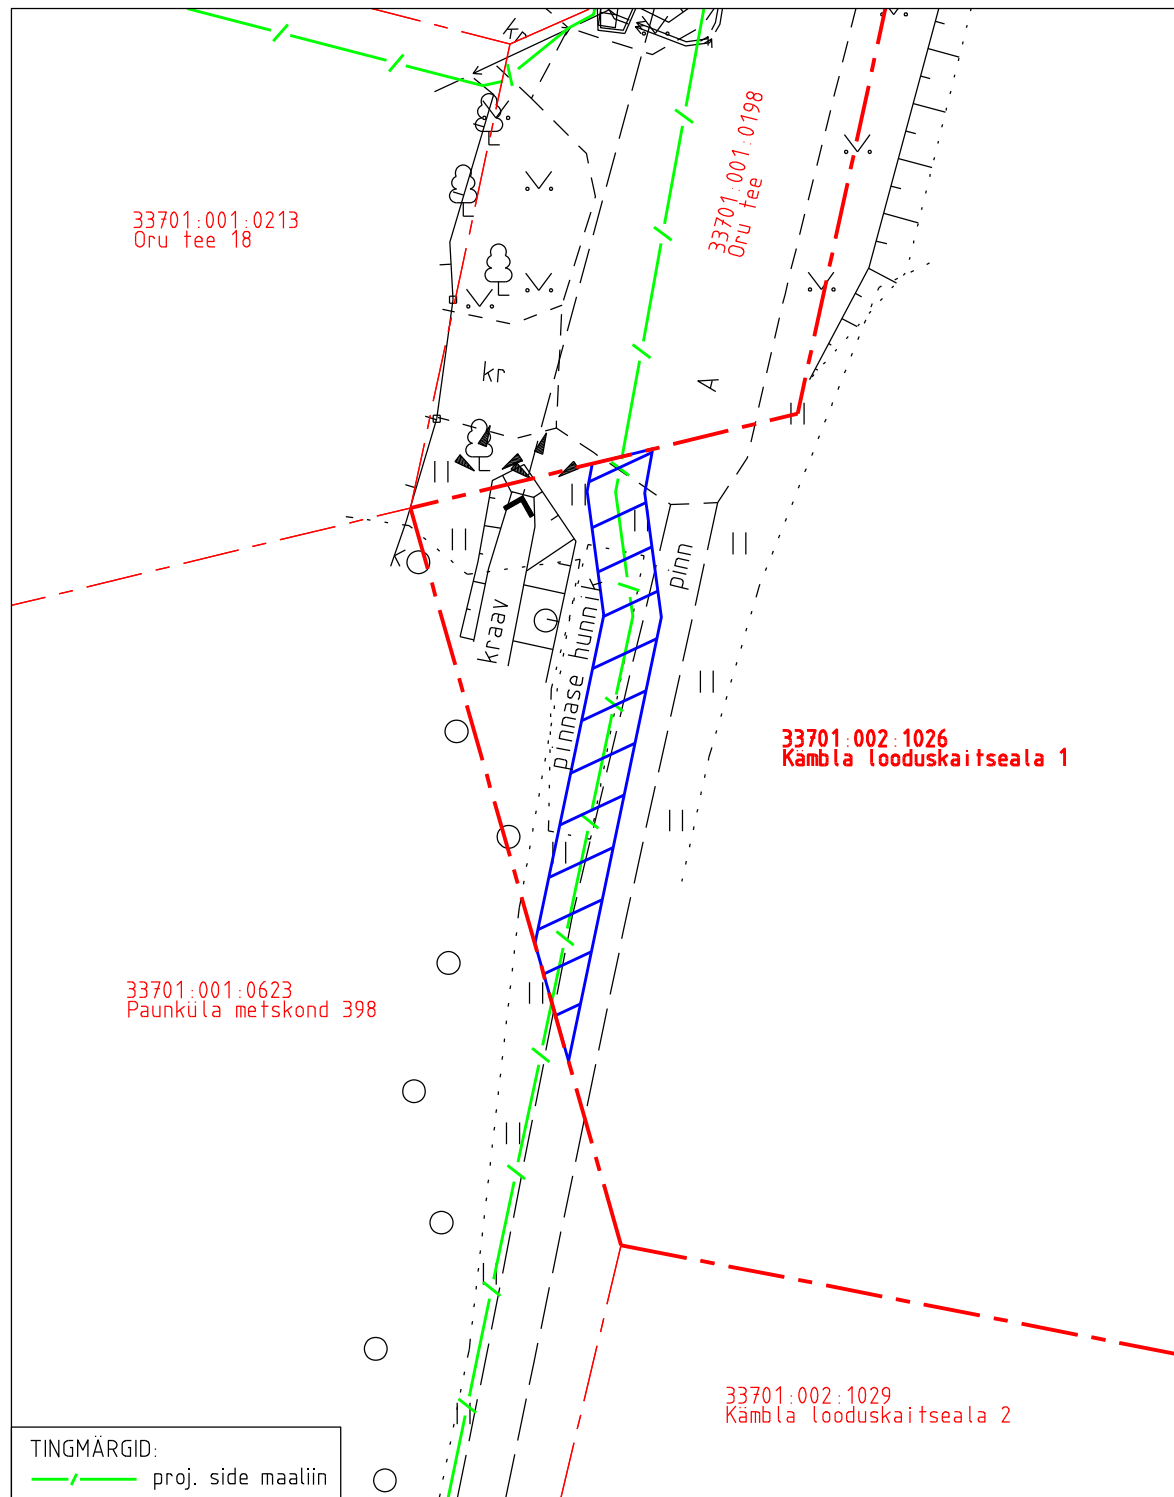 kr
33701:001:0198
Oru tee
33701:001:0213
Oru tee 18
kr
A
K
pinn
kraav
pinnase hunnik
33701:002:1026
Kämbla looduskaitseala 1
33701:001:0623
Paunküla metskond 398
33701:002:1029
Kämbla looduskaitseala 2
TINGMÄRGID:
proj. side maaliin